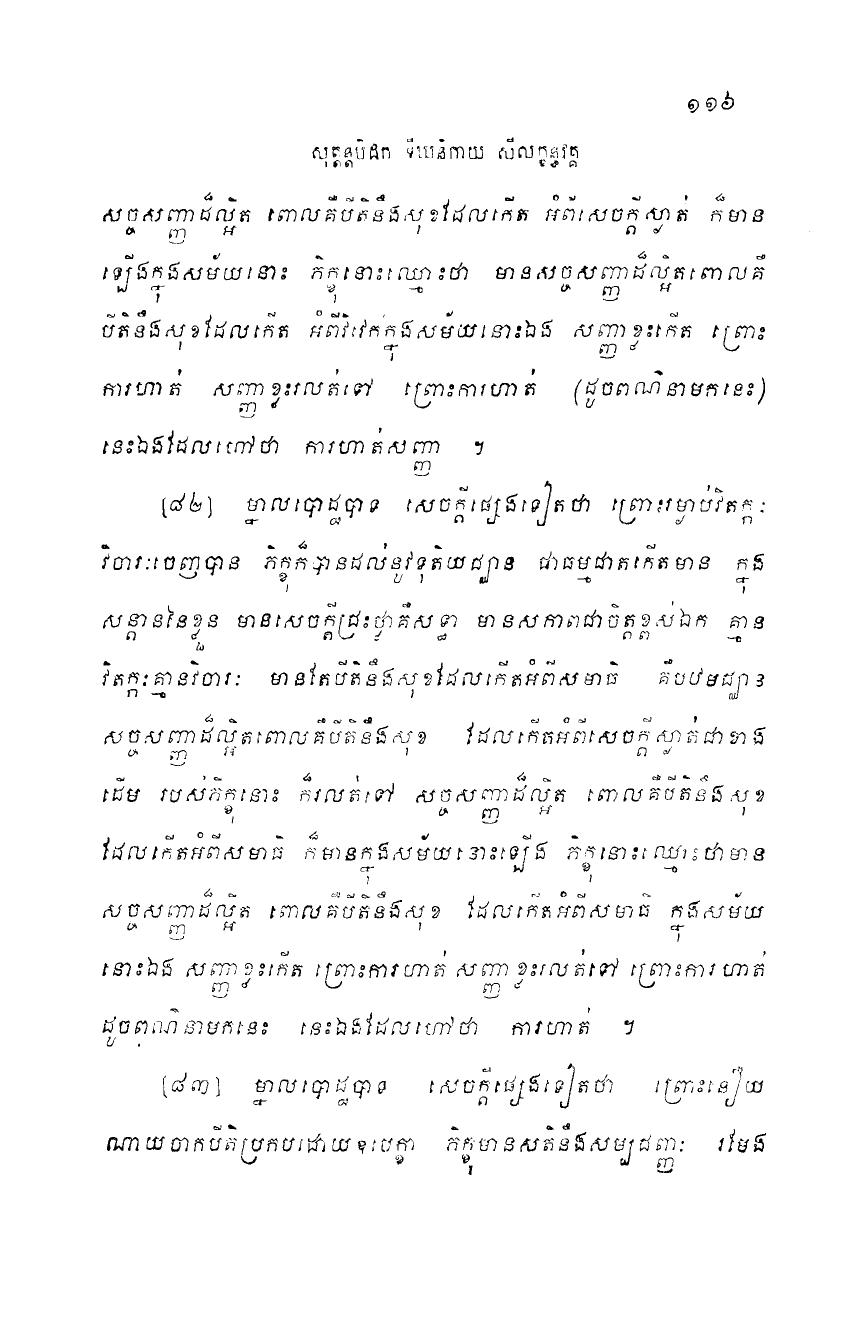 ១១៦
សុត្តន្តបិដក ទីឃនិកាយ សីលក្ខន្ធវគ្គ
សច្ចសញ្ញាដ៏ល្អិត ពោលគឺបីតិនឹងសុខដែលកើត អំពីសេចក្តីស្ងាត់ ក៏មាន
ឡើងក្នុងសម័យនោះ ភិក្ខុនោះឈ្មោះថា មានសច្ចសញ្ញាដ៏ល្អិតពោលគឺ
បីតិនឹងសុខដែលកើត អំពីវិវេកក្នុងសម័យនោះឯង សញ្ញាខ្លះកើត ព្រោះ
ការហាត់ សញ្ញាខ្លះរលត់ទៅ ព្រោះការហាត់ (ដូចពណ៌នាមកនេះ)
នេះឯងដែលហៅថា ការហាត់សញ្ញា ។
[៨២] ម្នាលបោដ្ឋបាទ សេចក្តីផ្សេងទៀតថា ព្រោះរម្ងាប់វិតក្កៈ
វិចារៈចេញបាន ភិក្ខុក៏បានដល់នូវទុតិយជ្ឈាន ជាធម្មជាតកើតមាន ក្នុង
សន្តាននៃខ្លួន មានសេចក្តីជ្រះថ្លាគឺសទ្ធា មានសភាពជាចិត្តខ្ពស់ឯក គ្មាន
វិតក្កៈគ្មានវិចារៈ មានតែបីតិនឹងសុខដែលកើតអំពីសមាធិ គឺបឋមជ្ឈាន
សច្ចសញ្ញាដ៏ល្អិតពោលគឺបីតិនឹងសុខ ដែលកើតអំពីសេចក្តីស្ងាត់ជាខាង
ដើម របស់ភិក្ខុនោះ ក៏រលត់ទៅ សច្ចសញ្ញាដ៏ល្អិត ពោលគឺបីតិនឹងសុខ
ដែលកើតអំពីសមាធិ ក៏មានក្នុងសម័យនោះឡើង ភិក្ខុនោះឈ្មោះថាមាន
សច្ចសញ្ញាដ៏ល្អិត ពោលគឺបីតិនឹងសុខ ដែលកើតអំពីសមាធិ ក្នុងសម័យ
នោះឯង សញ្ញាខ្លះកើត ព្រោះការហាត់ សញ្ញាខ្លះរលត់ទៅ ព្រោះការហាត់
ដូចពណ៌នាមកនេះ នេះឯងដែលហៅថា ការហាត់ ។
[៨៣] ម្នាលបោដ្ឋបាទ សេចក្តីផ្សេងទៀតថា ព្រោះនឿយ
ណាយចាកបីតិប្រកបដោយឧបេក្ខា ភិក្ខុមានសតិនឹងសម្បជញ្ញៈ រមែង